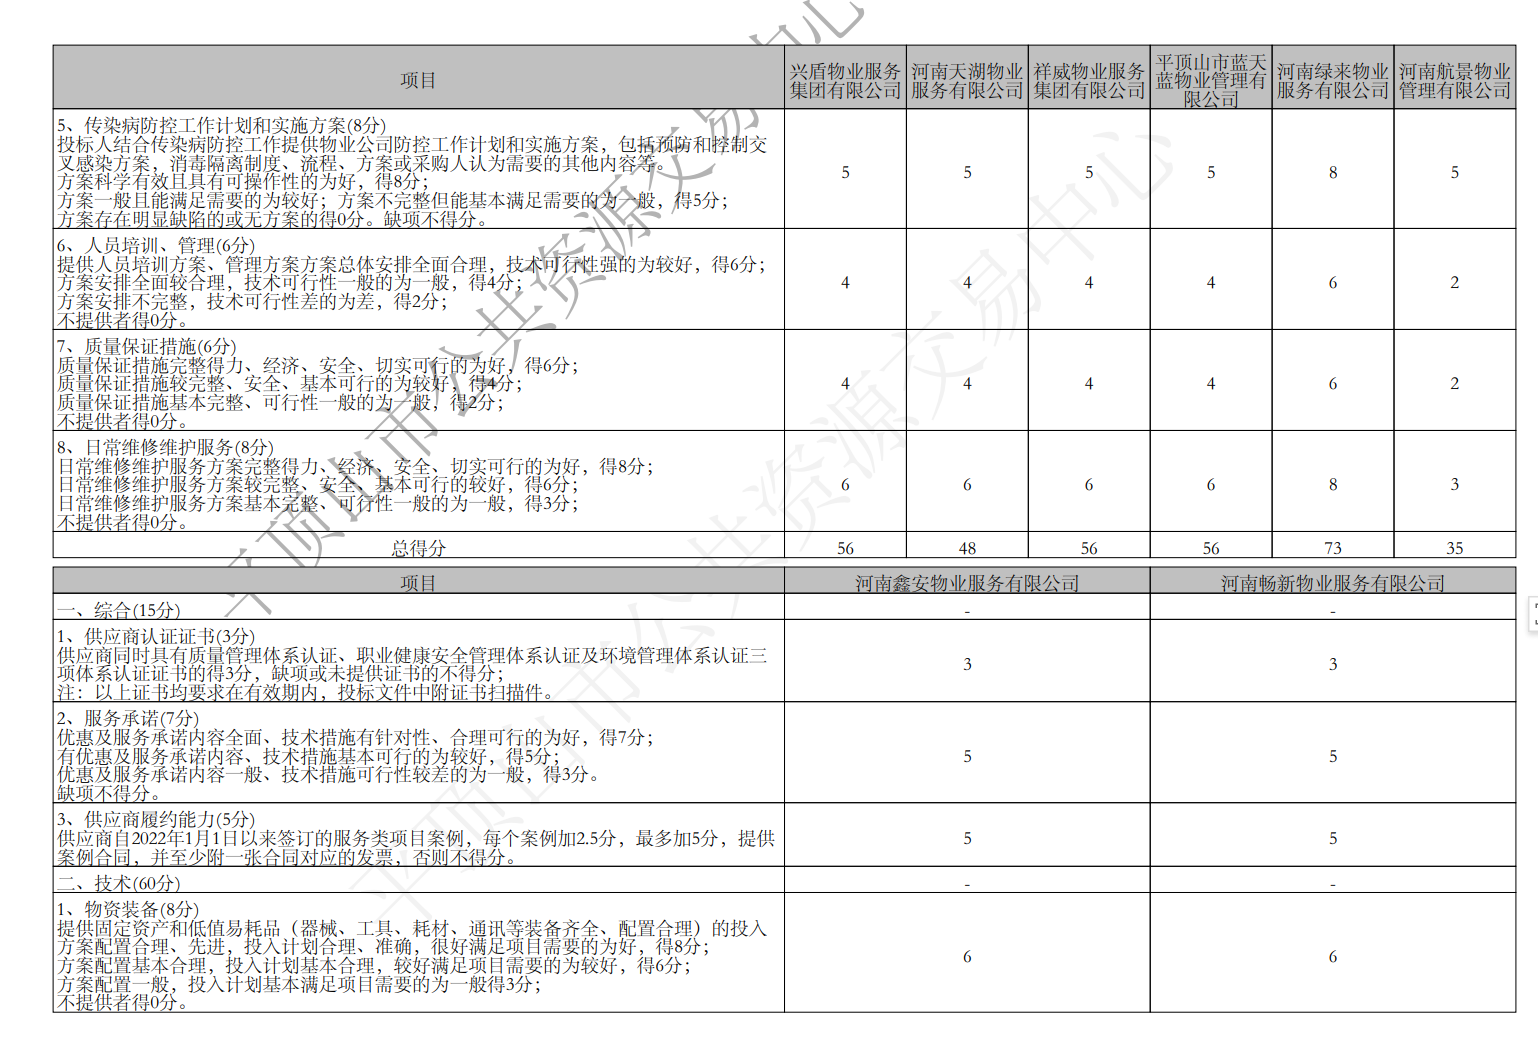 项目
兴盾物业服务
集团有限公司
河南天湖物业
服务有限公司
祥威物业服务
集团有限公司
平顶山市蓝天
蓝物业管理有
限公司
河南绿来物业
服务有限公司
河南航景物业
管理有限公司
5、传染病防控工作计划和实施方案(8分)
投标人结合传染病防控工作提供物业公司防控工作计划和实施方案，包括预防和控制交
叉感染方案，消毒隔离制度、流程、方案或采购人认为需要的其他内容等。
方案科学有效且具有可操作性的为好，得8分；
方案一般且能满足需要的为较好；方案不完整但能基本满足需要的为一般，得5分；
方案存在明显缺陷的或无方案的得0分。缺项不得分。
5 5 5 5 8 5
6、人员培训、管理(6分)
提供人员培训方案、管理方案方案总体安排全面合理，技术可行性强的为较好，得6分；
方案安排全面较合理，技术可行性一般的为一般，得4分；
方案安排不完整，技术可行性差的为差，得2分；
不提供者得0分。
4 4 4 4 6 2
7、质量保证措施(6分)
质量保证措施完整得力、经济、安全、切实可行的为好，得6分；
质量保证措施较完整、安全、基本可行的为较好，得4分；
质量保证措施基本完整、可行性一般的为一般，得2分；
不提供者得0分。
4 4 4 4 6 2
8、日常维修维护服务(8分)
日常维修维护服务方案完整得力、经济、安全、切实可行的为好，得8分；
日常维修维护服务方案较完整、安全、基本可行的较好，得6分；
日常维修维护服务方案基本完整、可行性一般的为一般，得3分；
不提供者得0分。
6 6 6 6 8 3
总得分 56 48 56 56 73 35
项目 河南鑫安物业服务有限公司 河南畅新物业服务有限公司
一、综合(15分) - -
1、供应商认证证书(3分)
供应商同时具有质量管理体系认证、职业健康安全管理体系认证及环境管理体系认证三
项体系认证证书的得3分，缺项或未提供证书的不得分；
注：以上证书均要求在有效期内，投标文件中附证书扫描件。
3 3
2、服务承诺(7分)
优惠及服务承诺内容全面、技术措施有针对性、合理可行的为好，得7分；
有优惠及服务承诺内容、技术措施基本可行的为较好，得5分；
优惠及服务承诺内容一般、技术措施可行性较差的为一般，得3分。
缺项不得分。
5 5
3、供应商履约能力(5分)
供应商自2022年1月1日以来签订的服务类项目案例，每个案例加2.5分，最多加5分，提供
案例合同，并至少附一张合同对应的发票，否则不得分。
5 5
二、技术(60分) - -
1、物资装备(8分)
提供固定资产和低值易耗品（器械、工具、耗材、通讯等装备齐全、配置合理）的投入
方案配置合理、先进，投入计划合理、准确，很好满足项目需要的为好，得8分；
方案配置基本合理，投入计划基本合理，较好满足项目需要的为较好，得6分；
方案配置一般，投入计划基本满足项目需要的为一般得3分；
不提供者得0分。
6 6
平顶山市公共资源交易中心
平顶山市公共资源交易中心